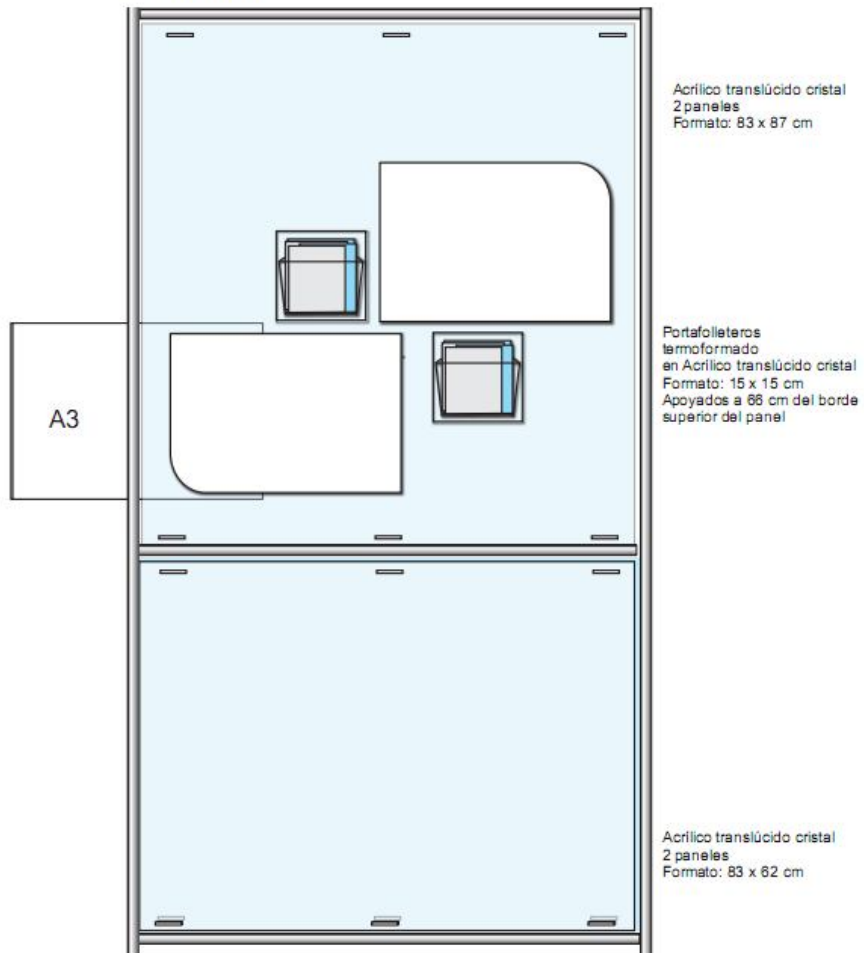 Acrílico translúcido cristal
2 paneles
Formato: 83 x 87 cm
Portafolleteros
termoformado
en Acrílico translúcido cristal
Formato: 15 x 15 cm
Apoyados a 66 cm del borde
superior del panel
A3
Acrílico translúcido cristal
2 paneles
Formato: 83 x 62 cm